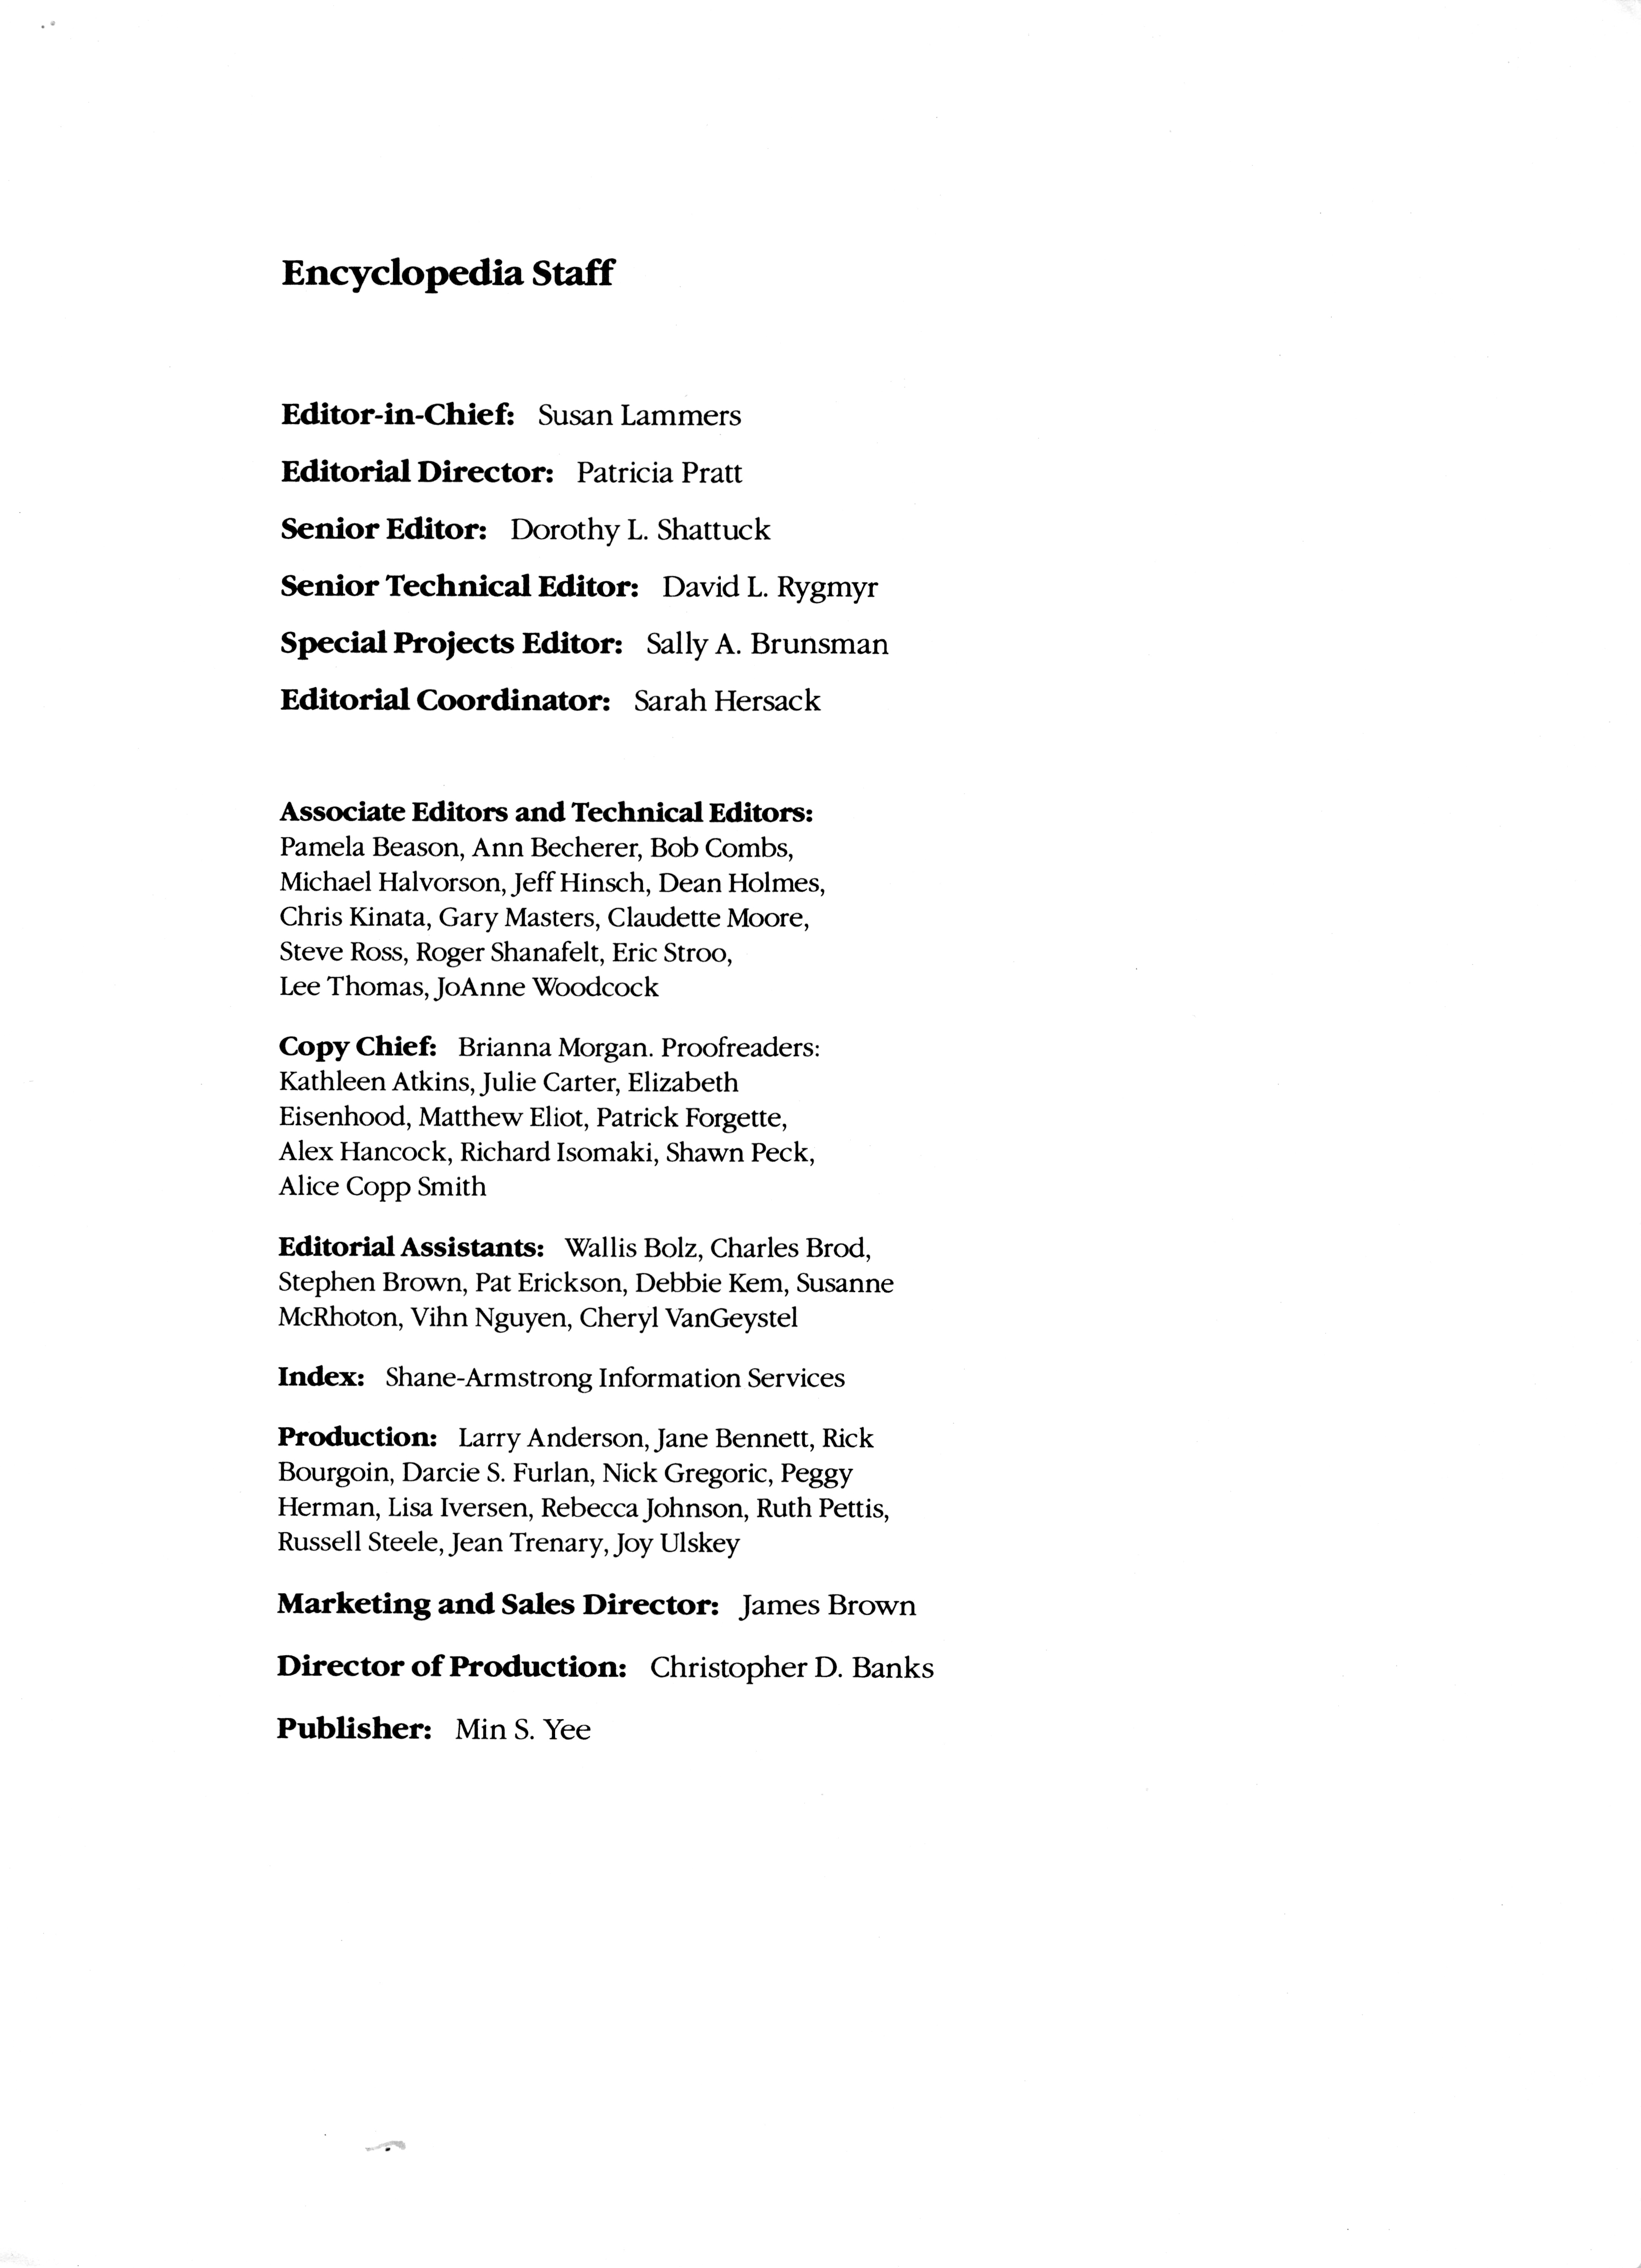 Encyclopedia Staff
Editor-in-Chief: Susan Lammers
Editorial Director: Patricia Pratt
Senior Editor: Dorothy L. Shattuck
Senior Technical Editor: David L. Rygmyr
Special Projects Editor: Sally A. Brunsman
Editorial Coordinator: Sarah Hersack
Associate Editors and Technical Editors:
Pamela Beason, Ann Becherer, Bob Combs,
Michael Halvorson, Jeff Hinsch, Dean Holmes,
Chris Kinata, Gary Masters, Claudette Moore,
Steve Ross, Roger Shanafelt, Eric Stroo,
Lee Thomas, JoAnne Woodcock
Copy Chief: Brianna Morgan. Proofreaders:
Kathleen Atkins, Julie Carter, Elizabeth
Eisenhood, Matthew Eliot, Patrick Forgette,
Alex Hancock, Richard Isomaki, Shawn Peck,
Alice Copp Smith
Editorial Assistants: Wallis Bolz, Charles Brod,
Stephen Brown, Pat Erickson, Debbie Kem, Susanne
McRhoton, Vihn Nguyen, Cheryl VanGeystel
Index: Shane-Armstrong Information Services
Production: Larry Anderson, Jane Bennett, Rick
Bourgoin, Darcie S. Furlan, Nick Gregoric, Peggy
Herman, Lisa Iversen, Rebecca Johnson, Ruth Pettis,
Russell Steele, Jean Trenary, Joy Ulskey
Marketing and Sales Director: James Brown
Director of Production: Christopher D. Banks
Publisher: Min S. Yee